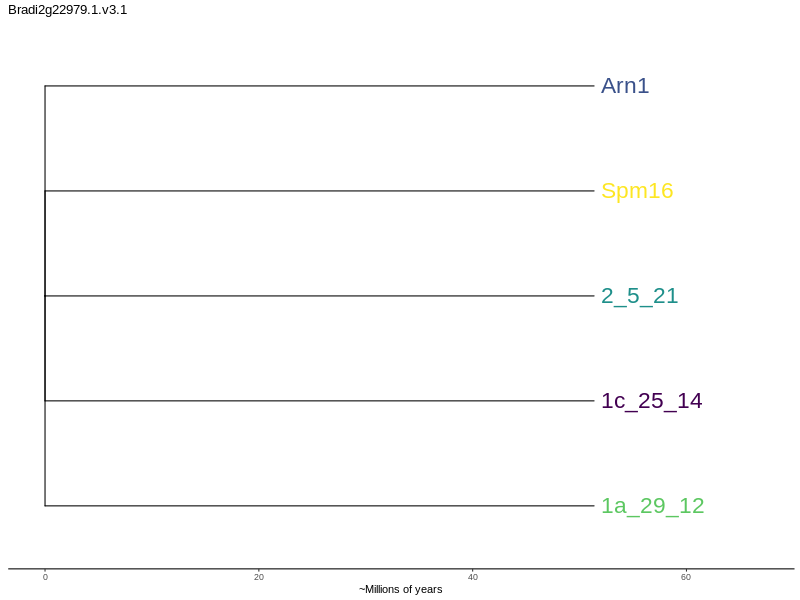 Bradi2g22979.1.v3.1
Arn1
Spm16
2_5_21
1c_25_14
1a_29_12
0 20 40 60
~Millions of years